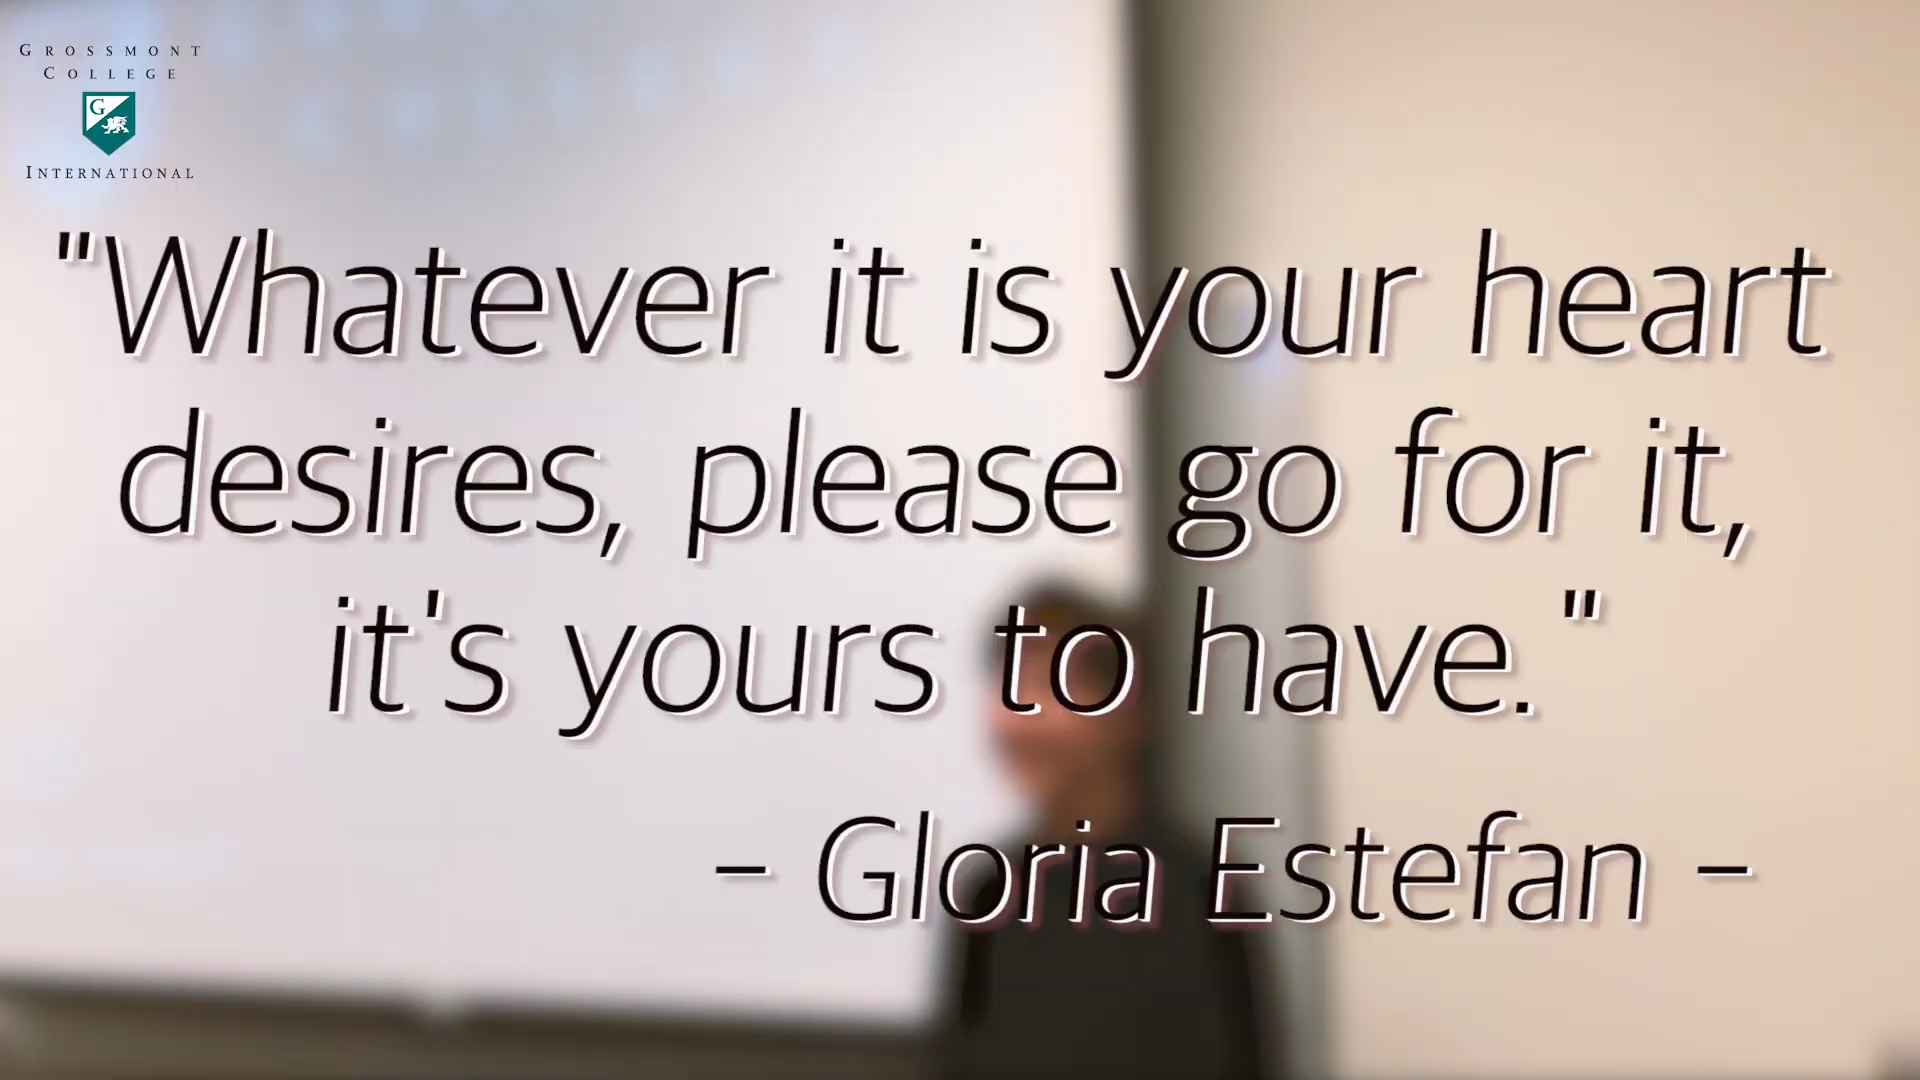 GROSSMONT
COLLEGE
G
INTERNATIONAL
"Whatever it is your heart
desires, please go for it,
it's yours to have."
- Gloria Estefan -